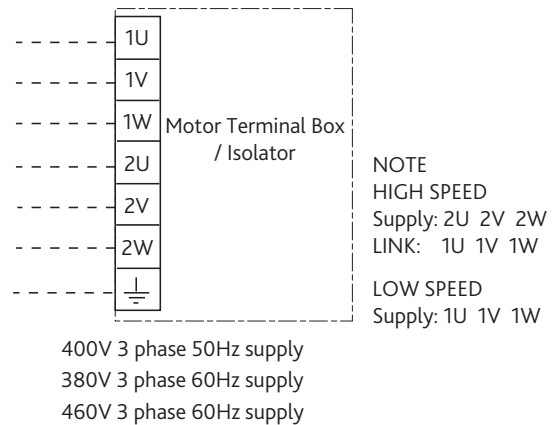 1U
1V
1W
2U
2V
2W
Motor Terminal Box
/ Isolator
NOTE
HIGH SPEED
Supply: 2U 2V 2W
LINK: 1U 1V 1W
LOW SPEED
Supply: 1U 1V 1W
400V 3 phase 50Hz supply
380V 3 phase 60Hz supply
460V 3 phase 60Hz supply